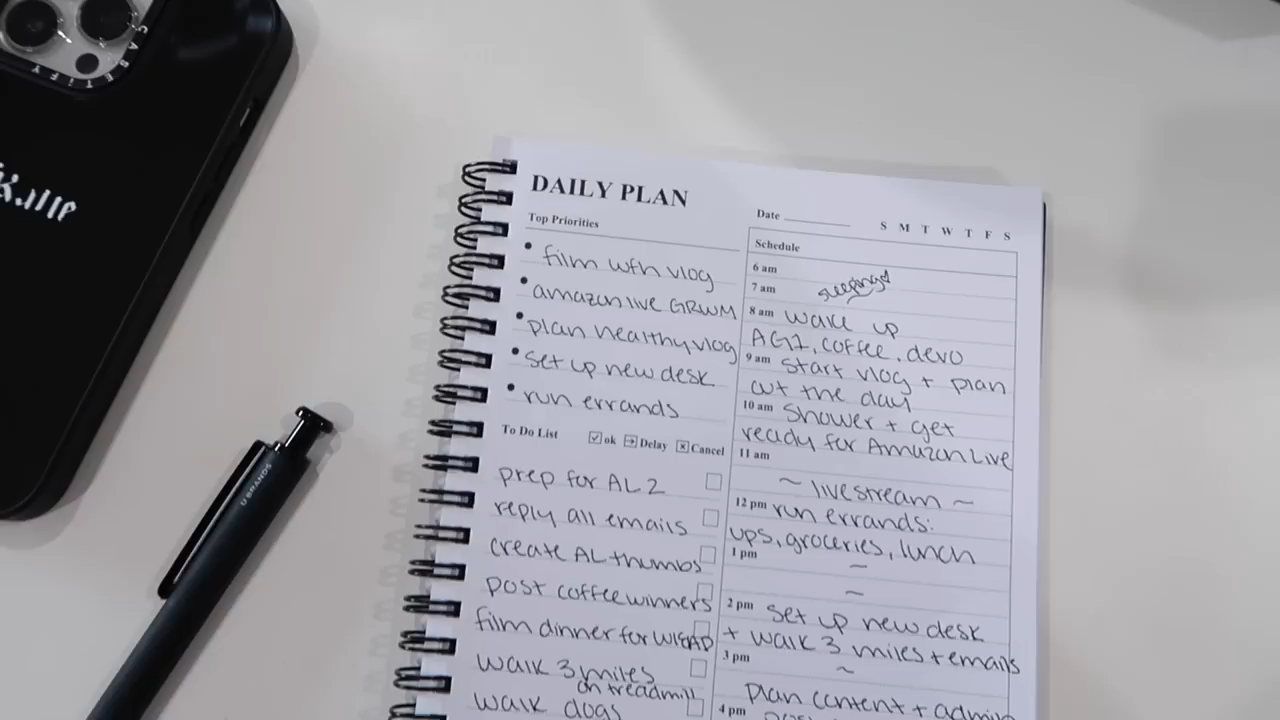 CASETIFY
U BRANDS
DAILY PLAN
Top Priorities
• film wfh vlog
• amazon live GRWM
• plan healthy vlog
• set up new desk
• run errands
To Do List ok Delay Cancel
prep for AL 2
reply all emails
create AL thumbs
post coffee winners
film dinner for WIEIAD
walk 3 miles
on treadmill
walk dogs
Date
S M T W T F S
Schedule
6 am
7 am sleeping!
8 am wake up
AG1, coffee, devo
9 am start vlog + plan
out the day
10 am shower + get
ready for Amazon Live
11 am
~ livestream ~
12 pm run errands:
ups, groceries, lunch
1 pm ~
~
2 pm set up new desk
+ walk 3 miles + emails
3 pm ~
plan content + admin
4 pm